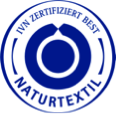 IVN ZERTIFIZIERT BEST
NATURTEXTIL